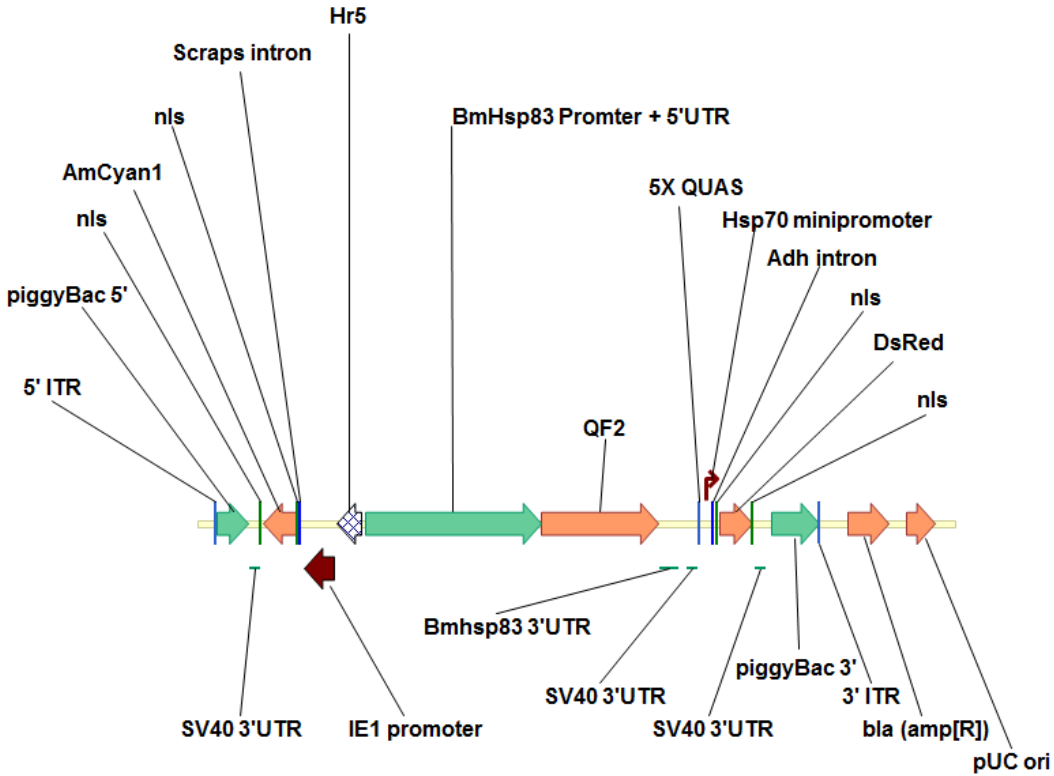 Hr5
Scraps intron
nls
BmHsp83 Promter + 5'UTR
AmCyan1
5X QUAS
nls
Hsp70 minipromoter
Adh intron
piggyBac 5'
nls
DsRed
5' ITR
nls
QF2
Bmhsp83 3'UTR
piggyBac 3'
SV40 3'UTR
3' ITR
SV40 3'UTR
IE1 promoter
SV40 3'UTR
bla (amp[R])
pUC ori